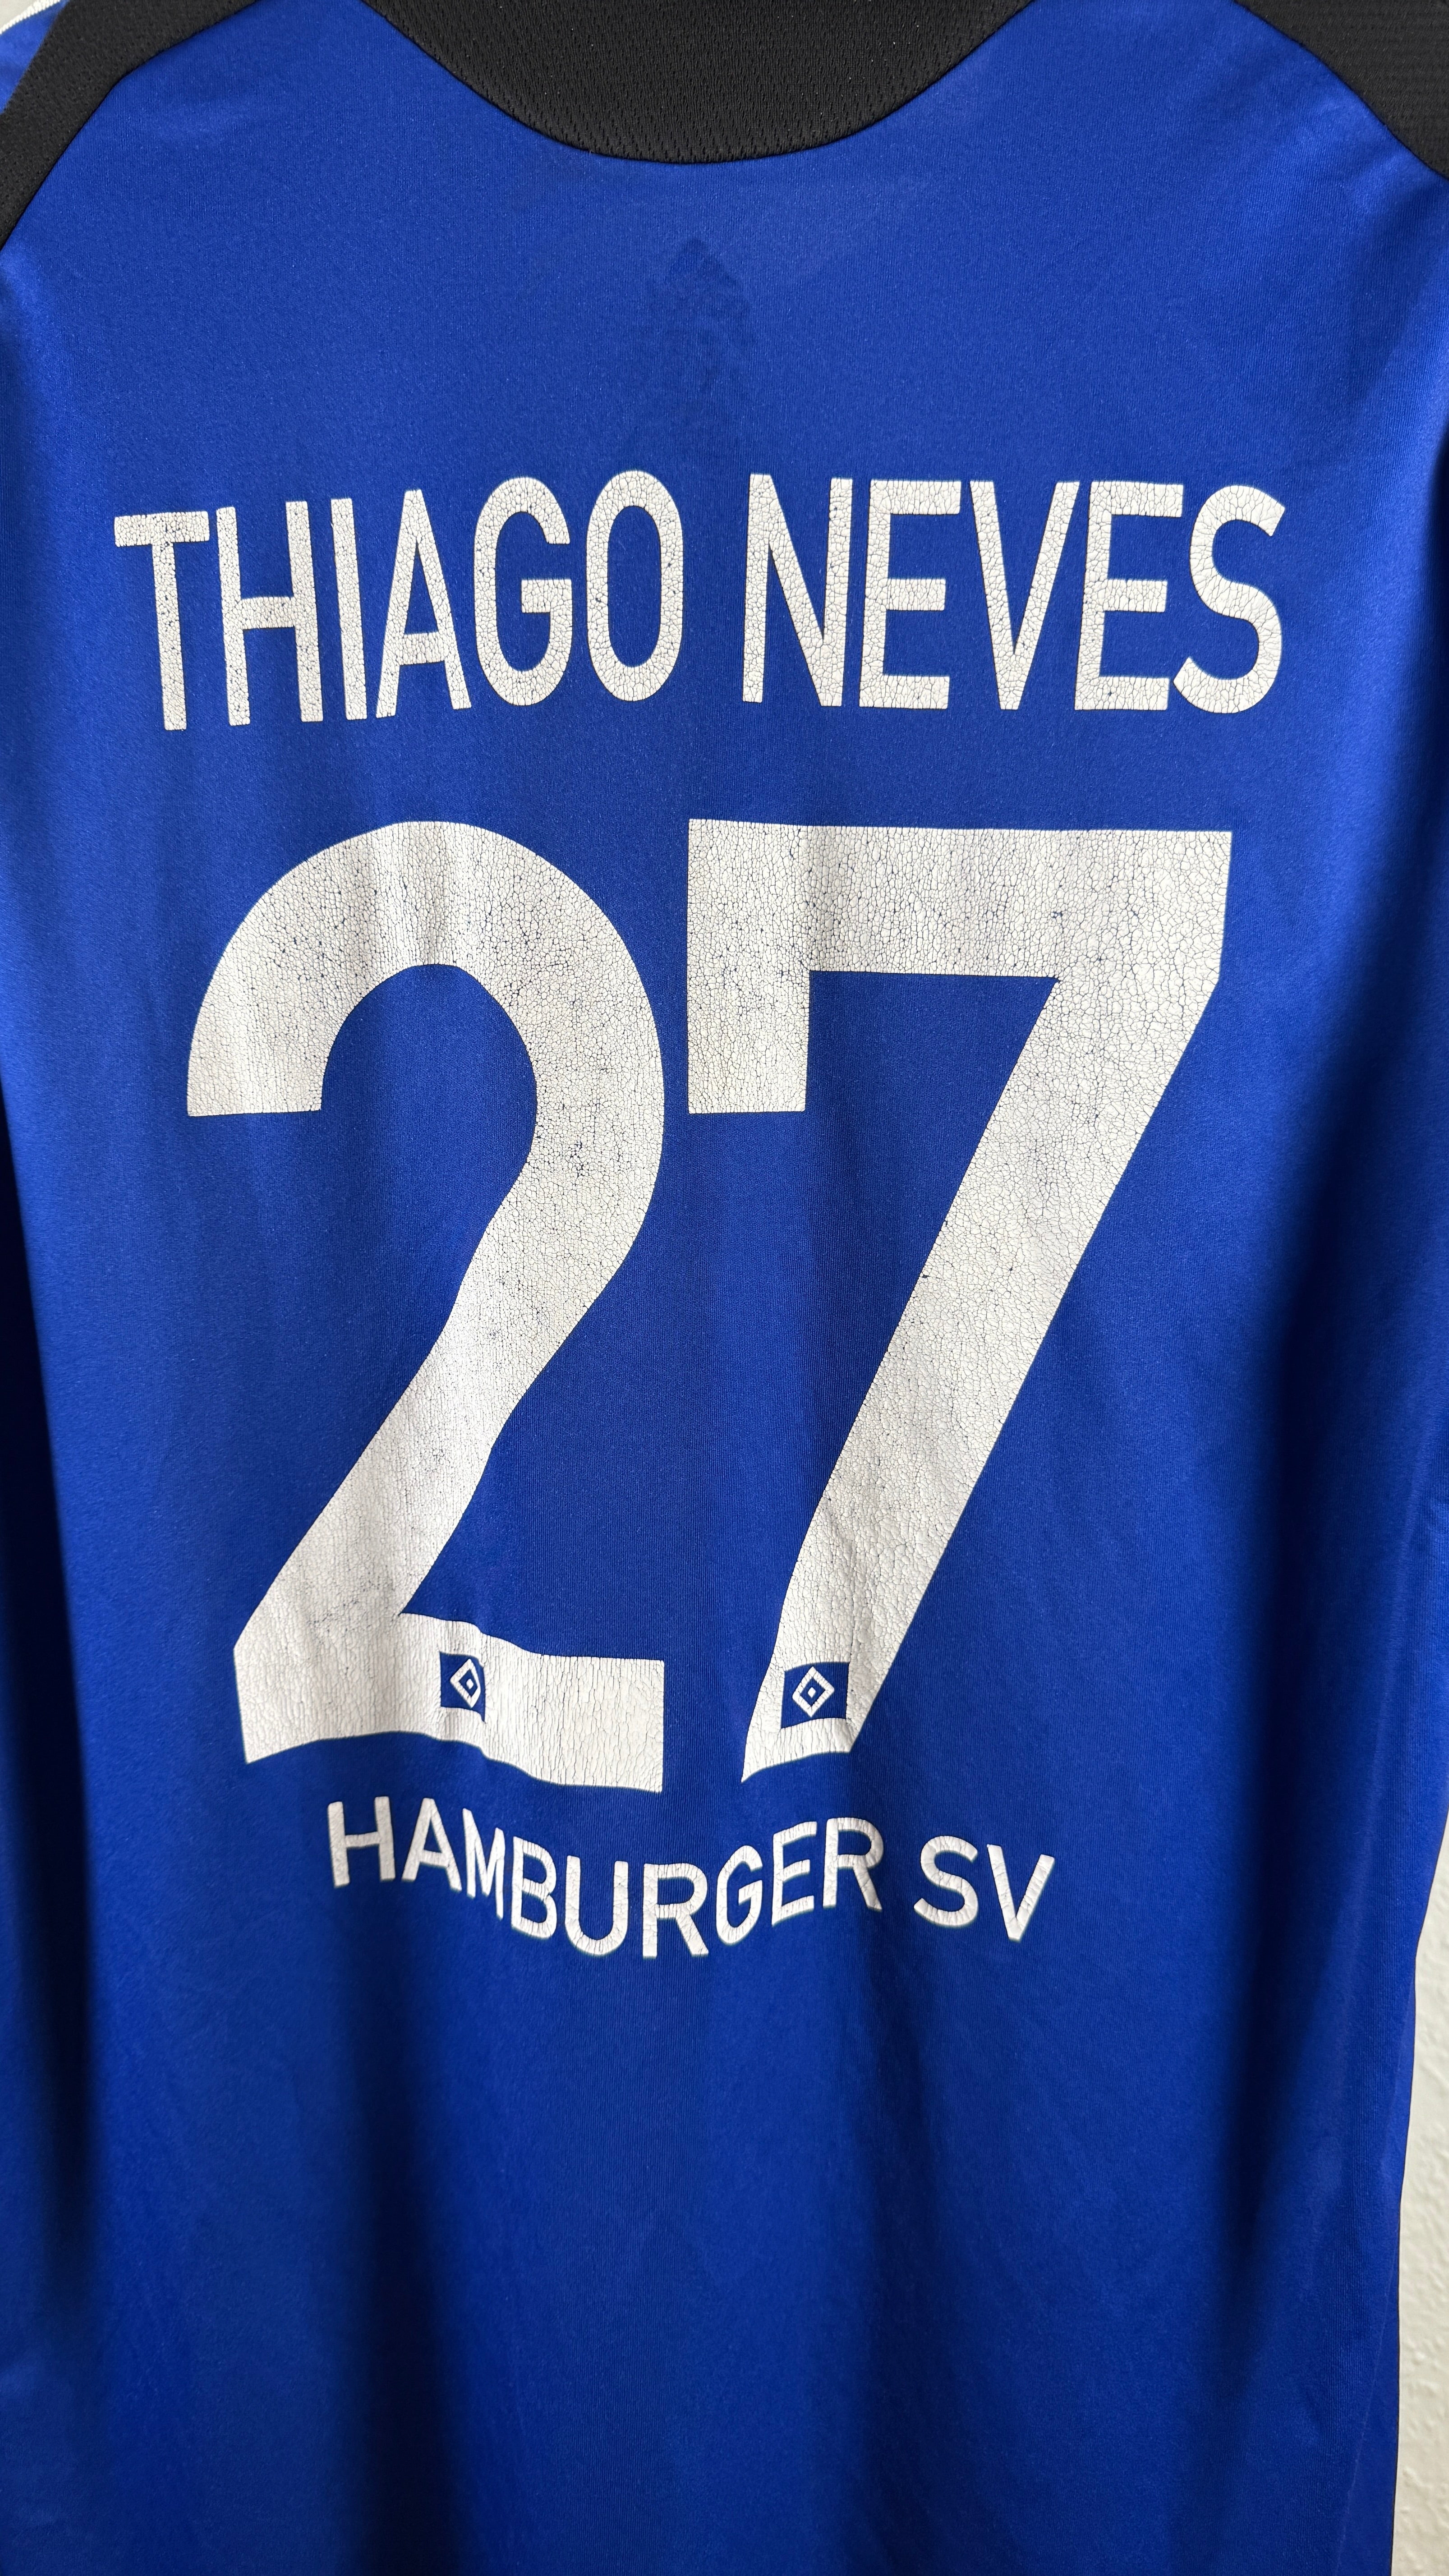 THIAGO NEVES
27
HAMBURGER SV